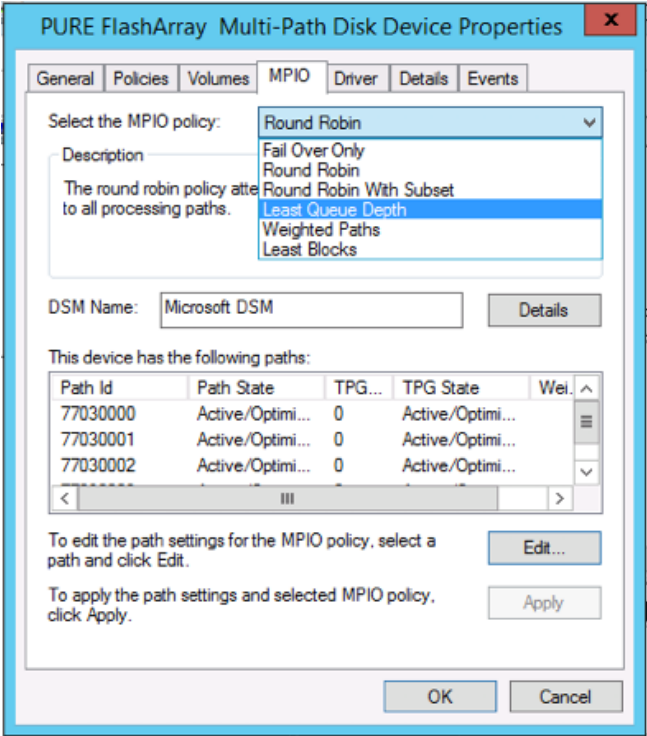 PURE FlashArray Multi-Path Disk Device Properties
x
General Policies Volumes MPIO Driver Details Events
Select the MPIO policy: Round Robin
Fail Over Only
Description
Round Robin
The round robin policy atte Round Robin With Subset
to all processing paths. Least Queue Depth
Weighted Paths
Least Blocks
DSM Name: Microsoft DSM Details
This device has the following paths:
Path Id Path State TPG... TPG State Wei.
77030000 Active/Optimi... 0 Active/Optimi...
77030001 Active/Optimi... 0 Active/Optimi...
77030002 Active/Optimi... 0 Active/Optimi...
To edit the path settings for the MPIO policy, select a
path and click Edit.
Edit...
To apply the path settings and selected MPIO policy,
click Apply.
Apply
OK Cancel